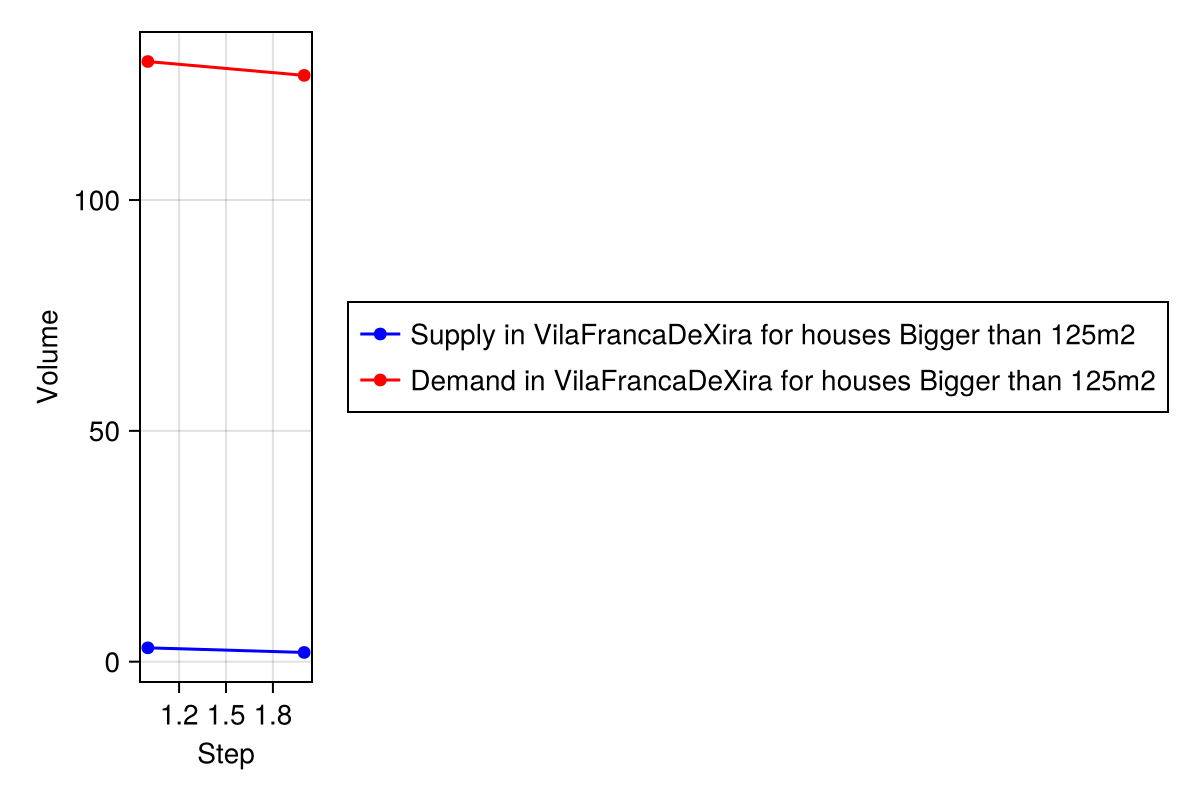 100
50
0
Volume
1.2 1.5 1.8
Step
Supply in VilaFrancaDeXira for houses Bigger than 125m2
Demand in VilaFrancaDeXira for houses Bigger than 125m2